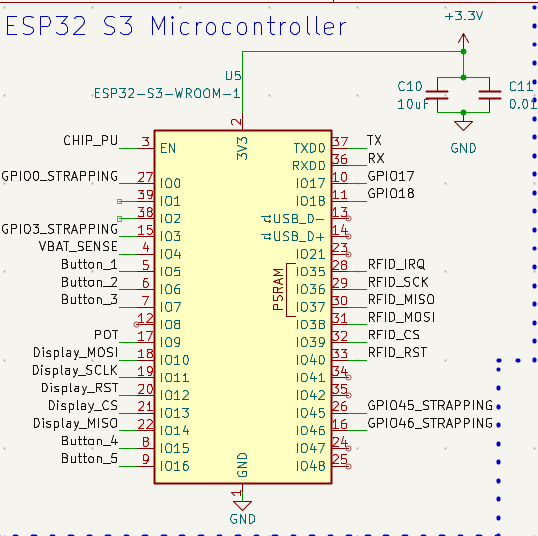 ESP32 S3 Microcontroller
+3.3V
U5
ESP32-S3-WROOM-1
C10
10uF
C11
0.01
GND
2
3V3
CHIP_PU 3 EN
GPIO0_STRAPPING 27 IO0
39 IO1
38 IO2
GPIO3_STRAPPING 15 IO3
VBAT_SENSE 4 IO4
Button_1 5 IO5
Button_2 6 IO6
Button_3 7 IO7
12 IO8
POT 17 IO9
Display_MOSI 18 IO10
Display_SCLK 19 IO11
Display_RST 20 IO12
Display_CS 21 IO13
Display_MISO 22 IO14
Button_4 8 IO15
Button_5 9 IO16
TXD0 37 TX
RXD0 36 RX
IO17 10 GPIO17
IO18 11 GPIO18
USB_D- 13
USB_D+ 14
IO21 23
PSRAM
IO35 28 RFID_IRQ
IO36 29 RFID_SCK
IO37 30 RFID_MISO
IO38 31 RFID_MOSI
IO39 32 RFID_CS
IO40 33 RFID_RST
IO41 34
IO42 35
IO45 26 GPIO45_STRAPPING
IO46 16 GPIO46_STRAPPING
IO47 24
IO48 25
GND
1
GND